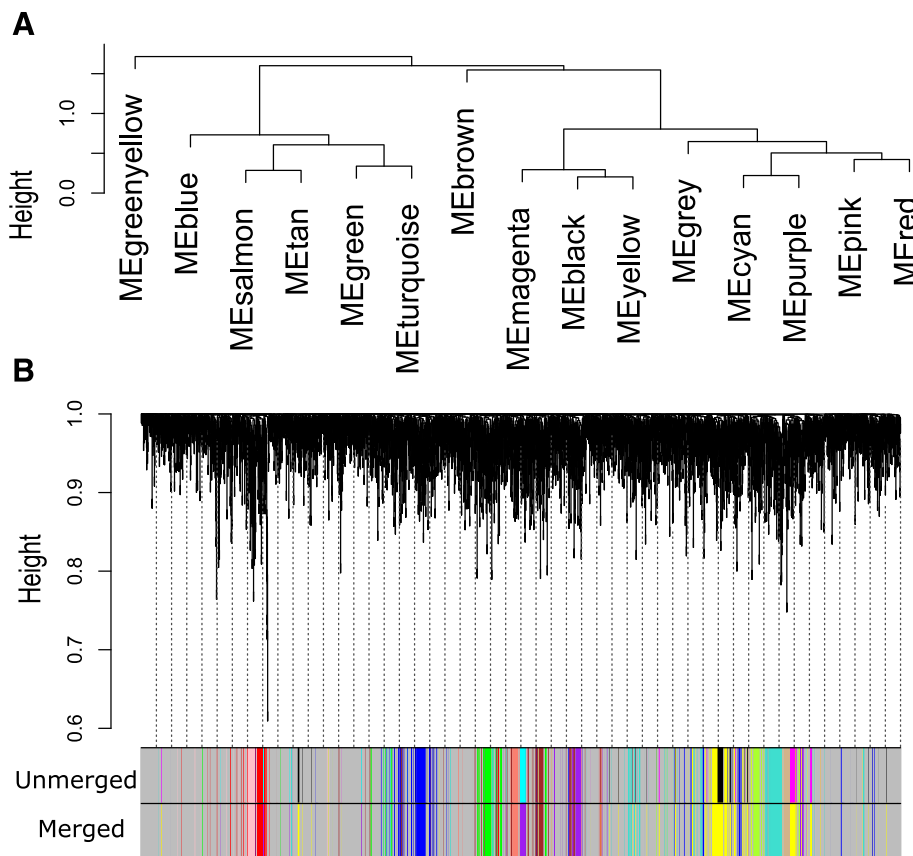 A
Height
0.0
1.0
MEgreenyellow
MEblue
MEsalmon
MEtan
MEgreen
MEturquoise
MEbrown
MEmagenta
MEblack
MEyellow
MEgrey
MEcyan
MEpurple
MEpink
MEred
B
Height
1.0
0.9
0.8
0.7
0.6
Unmerged
Merged